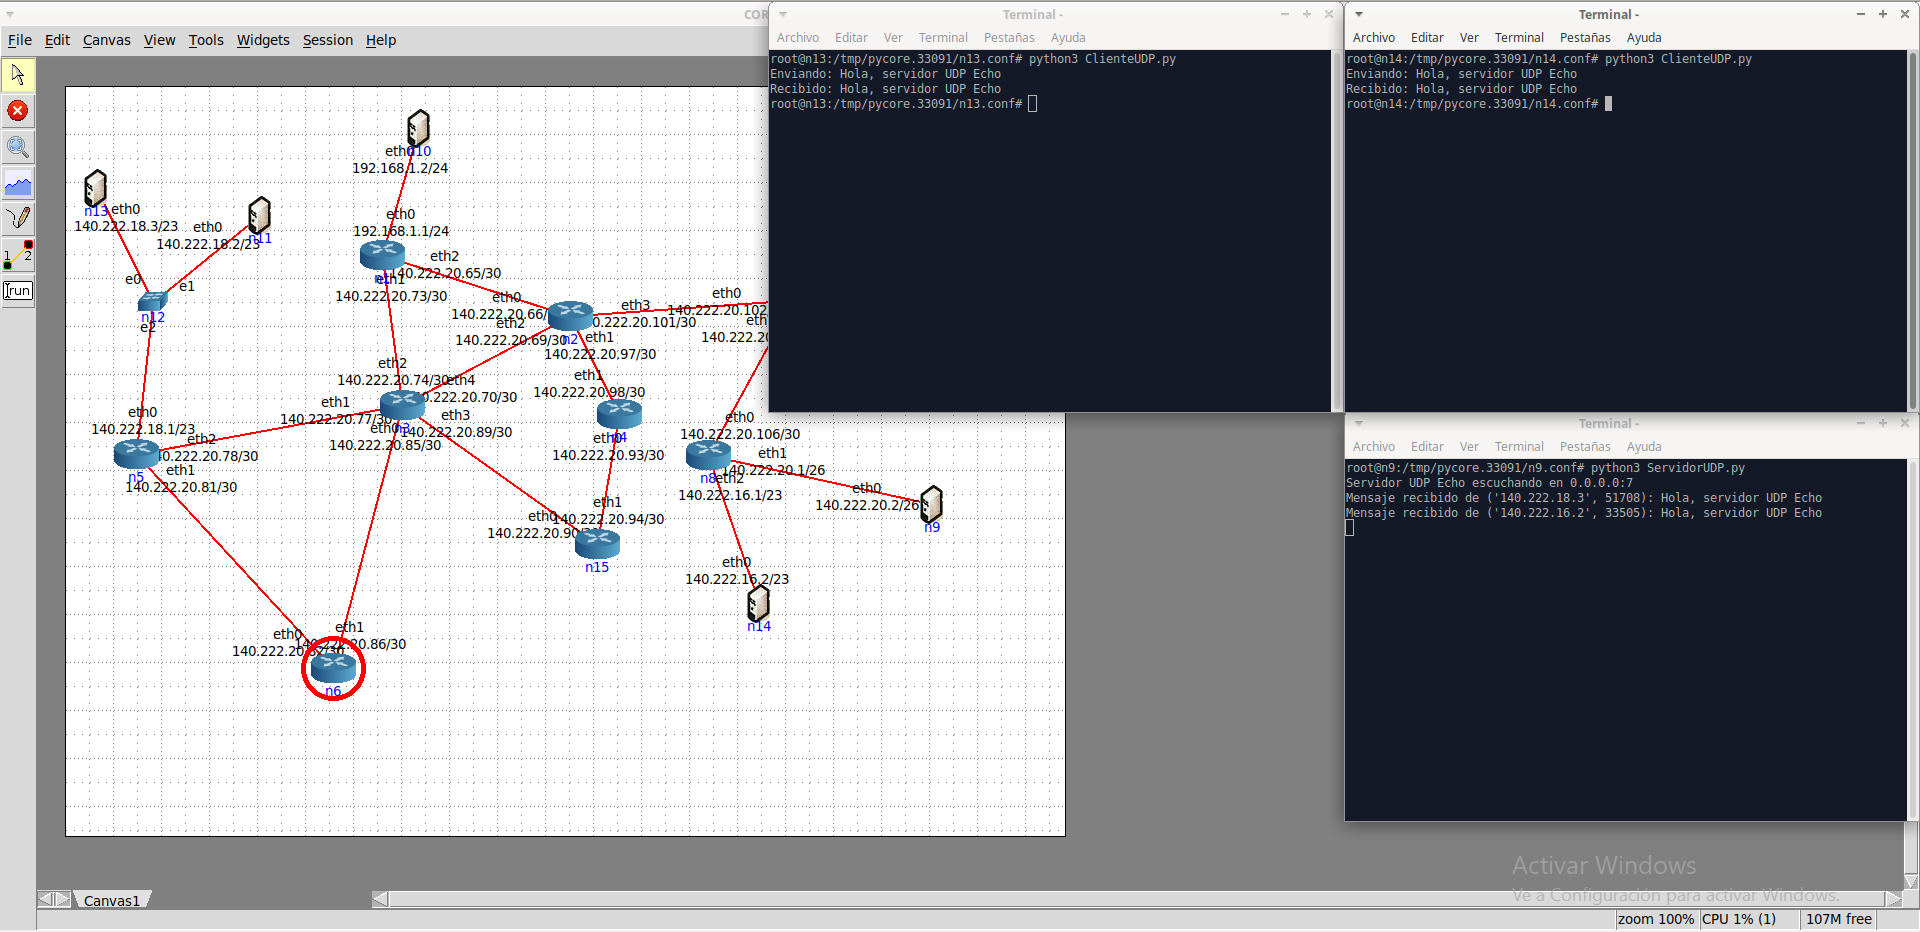 COR
File Edit Canvas View Tools Widgets Session Help
run
n13
eth0
140.222.18.3/23
eth0
140.222.18.2/23
n11
e0
e1
n12
e2
eth0
n10
192.168.1.2/24
eth0
192.168.1.1/24
eth2
140.222.20.65/30
eth1
140.222.20.73/30
eth0
140.222.20.66/
eth2
140.222.20.69/30
n2
eth3
0.222.20.101/30
eth1
140.222.20.97/30
eth0
140.222.20.102
eth
140.222.20
eth2
140.222.20.74/30
eth4
0.222.20.70/30
eth1
140.222.20.77/30
n3
eth3
140.222.20.89/30
eth0
140.222.20.85/30
eth1
140.222.20.98/30
n4
eth0
140.222.20.93/30
eth0
140.222.18.1/23
eth2
0.222.20.78/30
n5
eth1
140.222.20.81/30
eth0
140.222.20.106/30
eth1
140.222.20.1/26
n8
eth2
140.222.16.1/23
eth0
140.222.20.2/26
n9
eth1
140.222.20.94/30
eth0
140.222.20.90
n15
eth0
140.222.16.2/23
n14
eth1
.20.86/30
eth0
n6
Canvas1
zoom 100% CPU 1% (1) 107M free
Terminal -
Archivo Editar Ver Terminal Pestañas Ayuda
root@n13:/tmp/pycore.33091/n13.conf# python3 ClienteUDP.py
Enviando: Hola, servidor UDP Echo
Recibido: Hola, servidor UDP Echo
root@n13:/tmp/pycore.33091/n13.conf#
Terminal -
Archivo Editar Ver Terminal Pestañas Ayuda
root@n14:/tmp/pycore.33091/n14.conf# python3 ClienteUDP.py
Enviando: Hola, servidor UDP Echo
Recibido: Hola, servidor UDP Echo
root@n14:/tmp/pycore.33091/n14.conf#
Terminal -
Archivo Editar Ver Terminal Pestañas Ayuda
root@n9:/tmp/pycore.33091/n9.conf# python3 ServidorUDP.py
Servidor UDP Echo escuchando en 0.0.0.0:7
Mensaje recibido de ('140.222.18.3', 51708): Hola, servidor UDP Echo
Mensaje recibido de ('140.222.16.2', 33505): Hola, servidor UDP Echo
Activar Windows
Ve a Configuración para activar Windows.